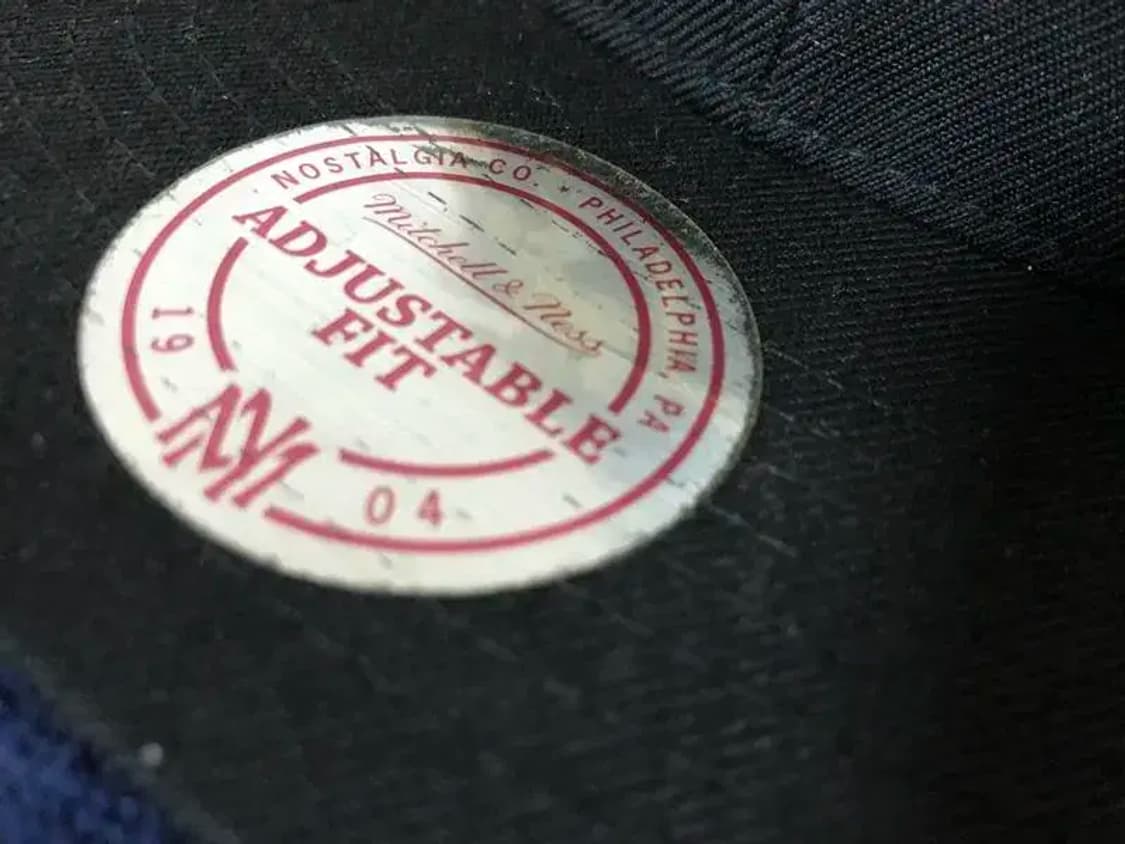 NOSTALGIA CO. • PHILADELPHIA, PA
Mitchell & Ness
ADJUSTABLE
FIT
19
04